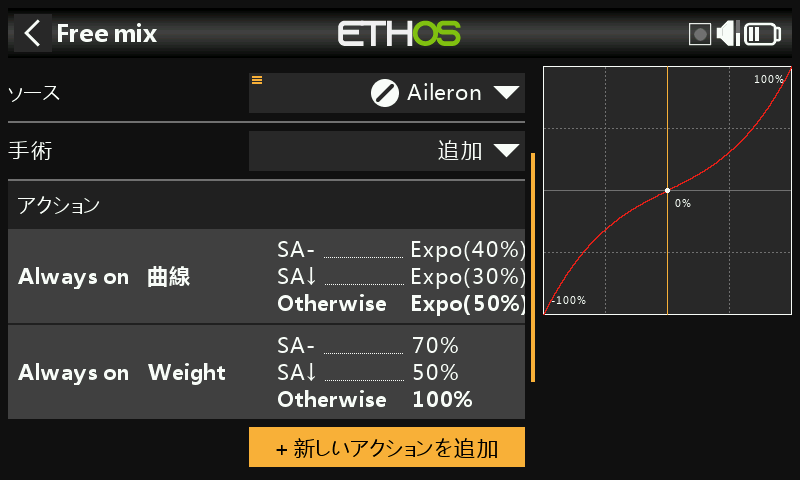 Free mix
ETHOS
ソース
Aileron
手術
追加
アクション
Always on 曲線
SA- Expo(40%)
SA↓ Expo(30%)
Otherwise Expo(50%)
Always on Weight
SA- 70%
SA↓ 50%
Otherwise 100%
+ 新しいアクションを追加
100%
0%
-100%